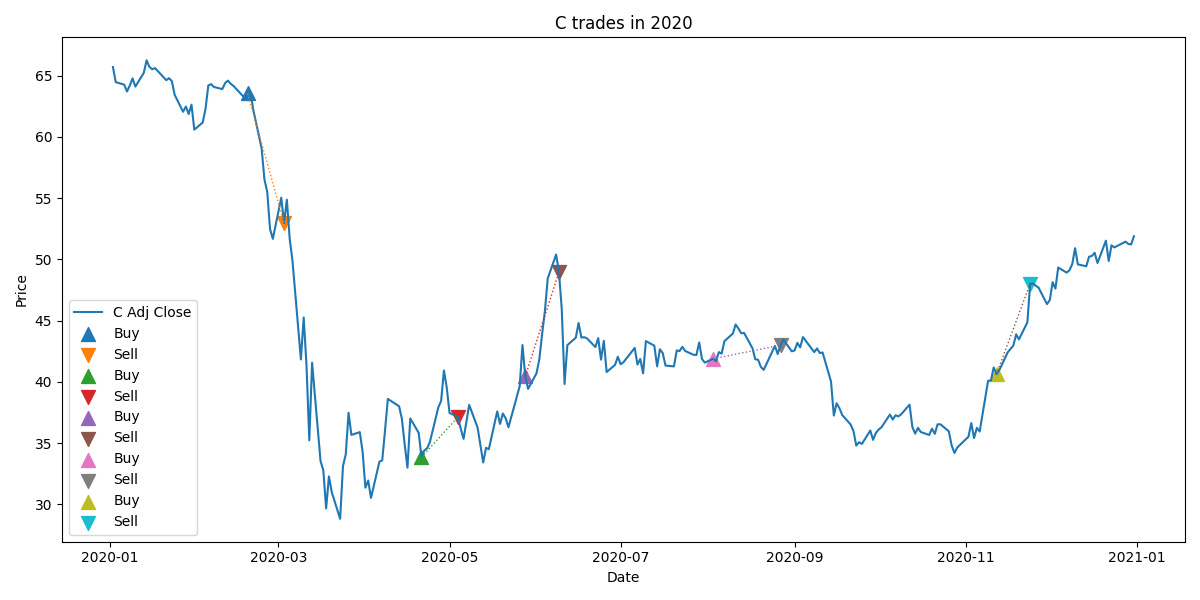 C trades in 2020
Price
65
60
55
50
45
40
35
30
C Adj Close
Buy
Sell
Buy
Sell
Buy
Sell
Buy
Sell
Buy
Sell
2020-01
2020-03
2020-05
2020-07
2020-09
2020-11
2021-01
Date